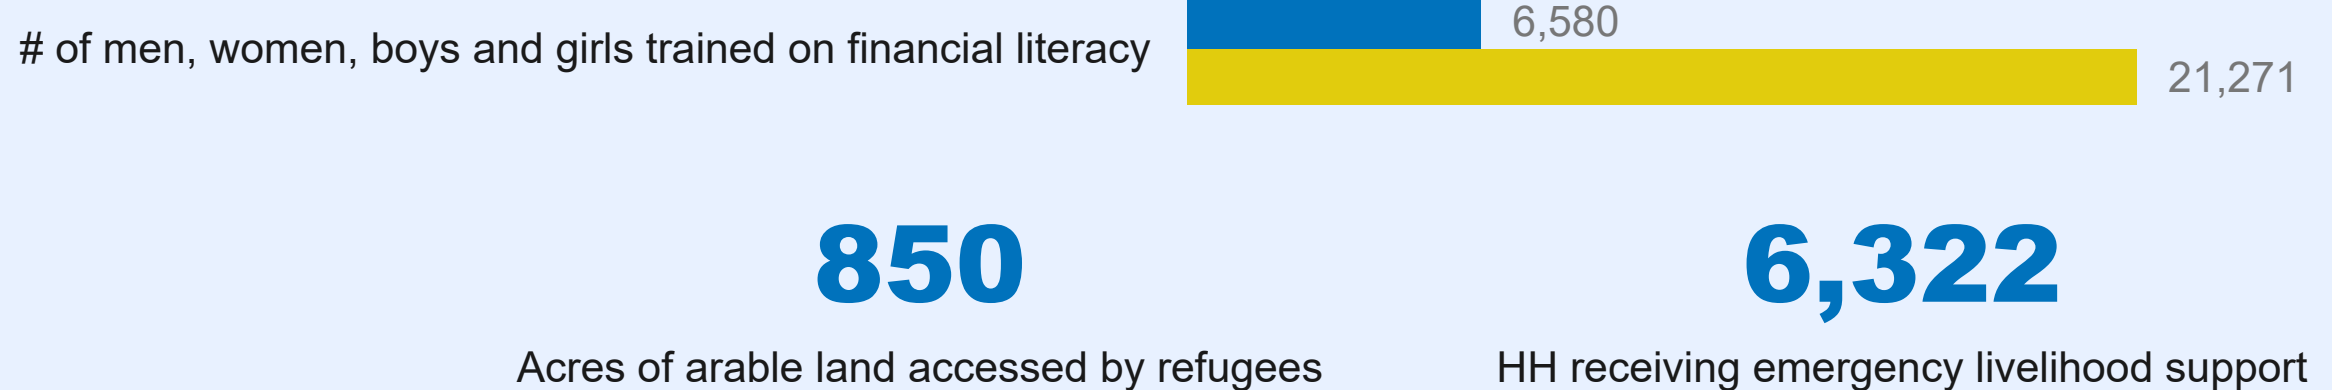 6,580
# of men, women, boys and girls trained on financial literacy
21,271
850
6,322
Acres of arable land accessed by refugees
HH receiving emergency livelihood support